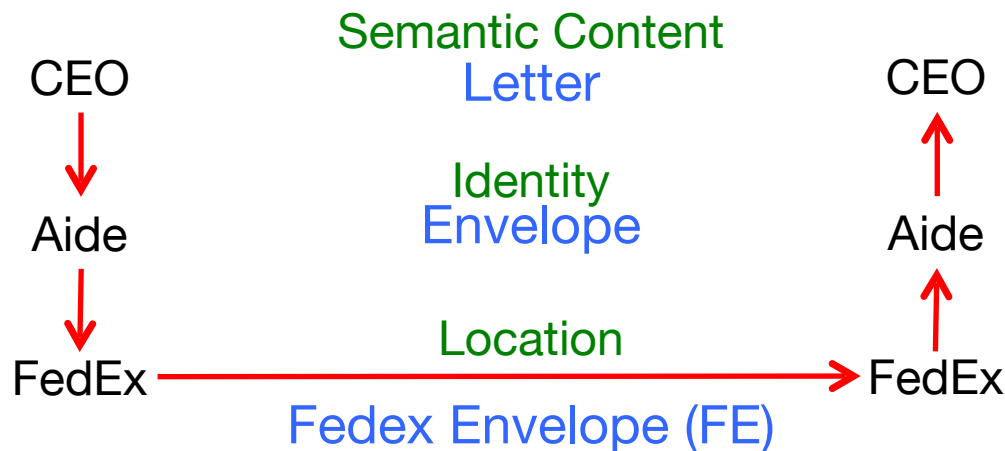 Semantic Content
CEO Letter CEO
Identity
Aide Envelope Aide
Location
FedEx FedEx
Fedex Envelope (FE)